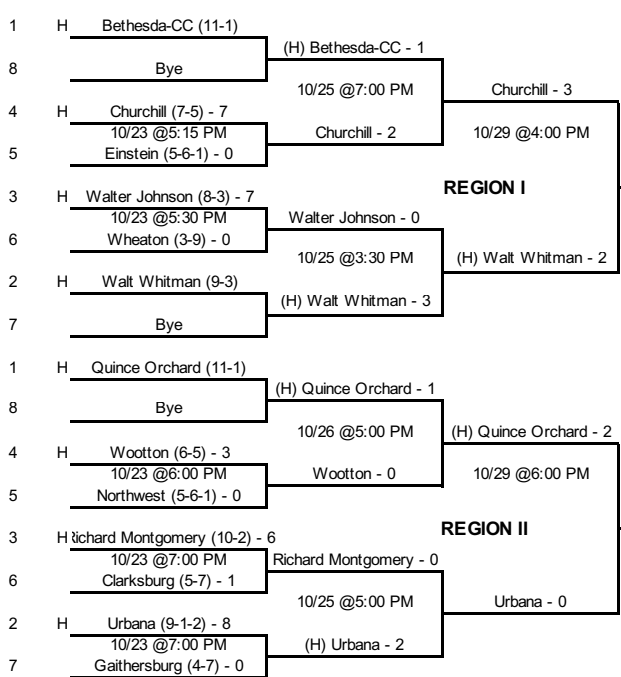 1 H Bethesda-CC (11-1)
(H) Bethesda-CC - 1
8 Bye
10/25 @7:00 PM
Churchill - 3
4 H Churchill (7-5) - 7
10/23 @5:15 PM
Churchill - 2
10/29 @4:00 PM
5 Einstein (5-6-1) - 0
REGION I
3 H Walter Johnson (8-3) - 7
10/23 @5:30 PM
Walter Johnson - 0
6 Wheaton (3-9) - 0
10/25 @3:30 PM
(H) Walt Whitman - 2
2 H Walt Whitman (9-3)
(H) Walt Whitman - 3
7 Bye
1 H Quince Orchard (11-1)
(H) Quince Orchard - 1
8 Bye
10/26 @5:00 PM
(H) Quince Orchard - 2
4 H Wootton (6-5) - 3
10/23 @6:00 PM
Wootton - 0
10/29 @6:00 PM
5 Northwest (5-6-1) - 0
REGION II
3 H Richard Montgomery (10-2) - 6
10/23 @7:00 PM
Richard Montgomery - 0
6 Clarksburg (5-7) - 1
10/25 @5:00 PM
Urbana - 0
2 H Urbana (9-1-2) - 8
10/23 @7:00 PM
(H) Urbana - 2
7 Gaithersburg (4-7) - 0